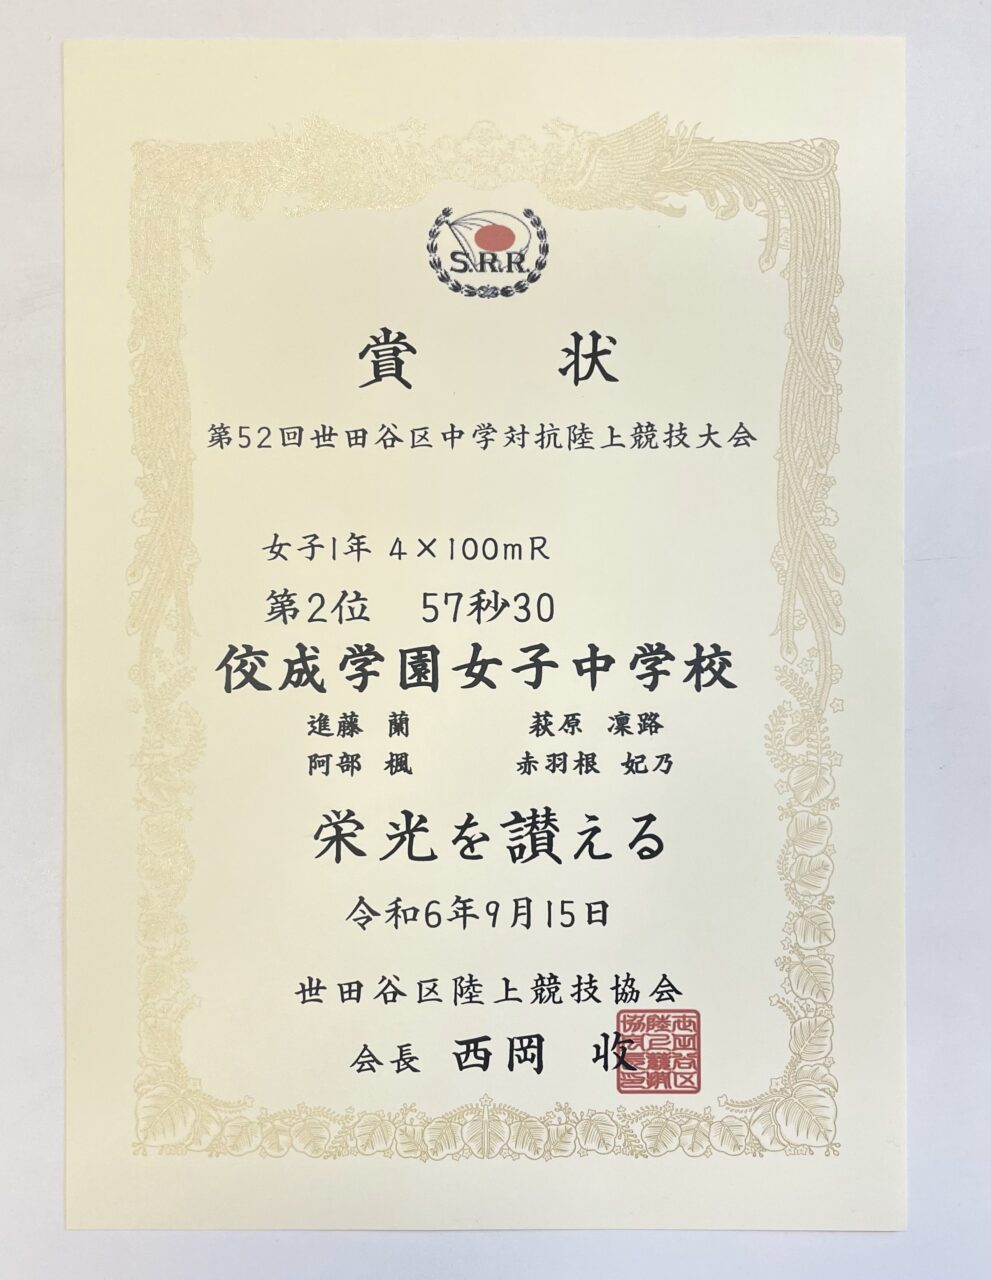 S.R.R.
賞 状
第52回世田谷区中学対抗陸上競技大会
女子1年 4×100mR
第2位 57秒30
佼成学園女子中学校
進藤 蘭 萩原 凜路
阿部 楓 赤羽根 妃乃
栄光を讃える
令和6年9月15日
世田谷区陸上競技協会
会長 西岡 收